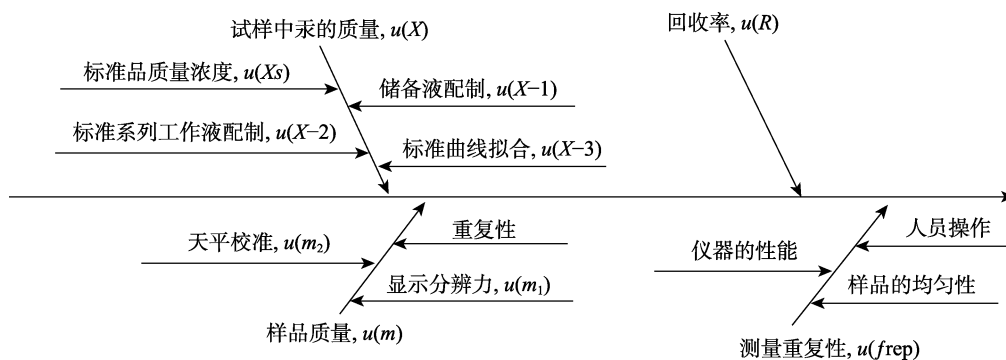 试样中汞的质量, u(X)
回收率, u(R)
标准品质量浓度, u(Xs)
储备液配制, u(X−1)
标准系列工作液配制, u(X−2)
标准曲线拟合, u(X−3)
天平校准, u(m₂)
重复性
显示分辨力, u(m₁)
样品质量, u(m)
人员操作
仪器的性能
样品的均匀性
测量重复性, u(frep)